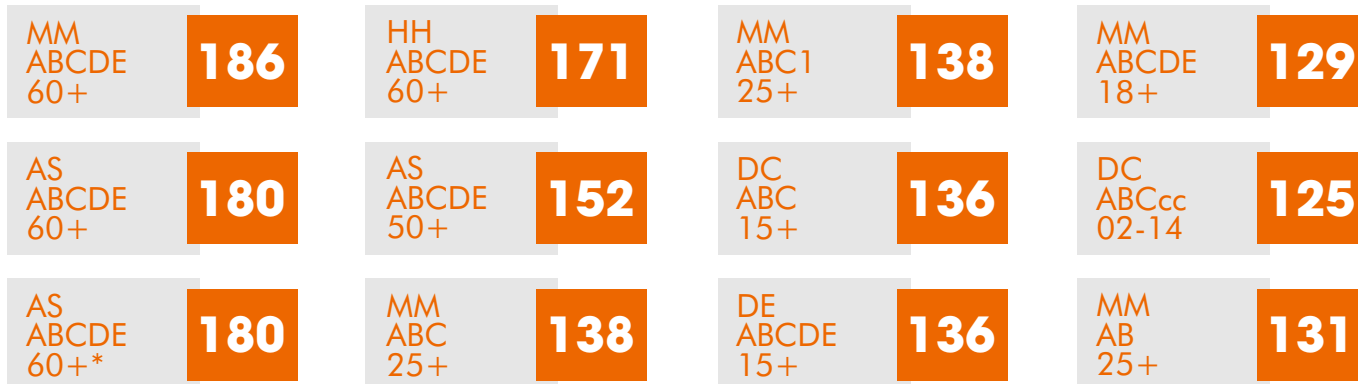 MM
ABCDE
60+
186
HH
ABCDE
60+
171
MM
ABC1
25+
138
MM
ABCDE
18+
129
AS
ABCDE
60+
180
AS
ABCDE
50+
152
DC
ABC
15+
136
DC
ABCcc
02-14
125
AS
ABCDE
60+*
180
MM
ABC
25+
138
DE
ABCDE
15+
136
MM
AB
25+
131